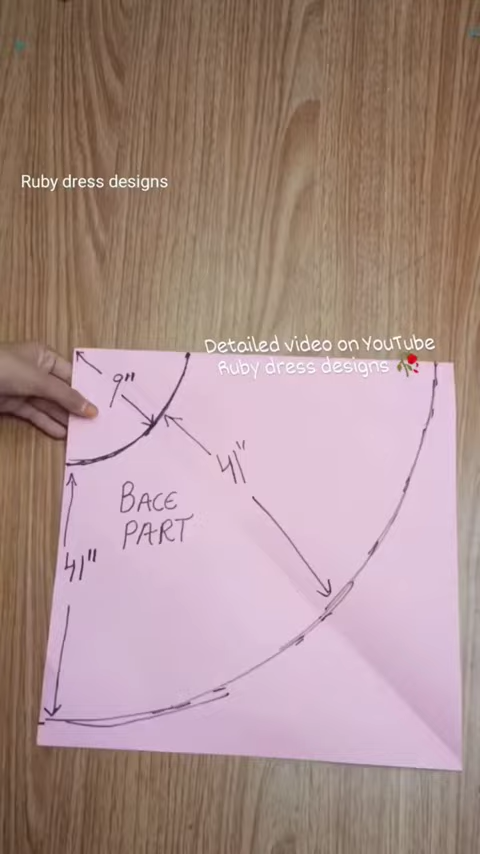 Ruby dress designs
Detailed video on YouTube
Ruby dress designs
9"
41"
BACE
PART
41"